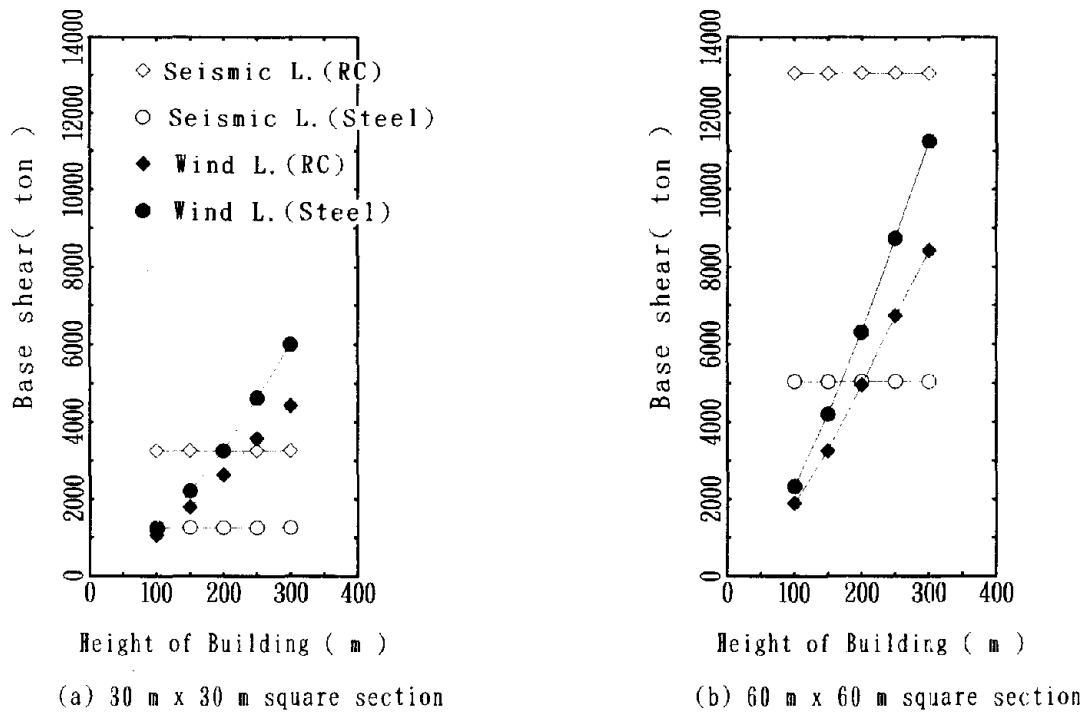 14000
12000
10000
8000
6000
4000
2000
0
Base shear( ton )
◇ Seismic L.(RC)
○ Seismic L.(Steel)
◆ Wind L.(RC)
● Wind L.(Steel)
0 100 200 300 400
Height of Building ( m )
(a) 30 m x 30 m square section
14000
12000
10000
8000
6000
4000
2000
0
Base shear( ton )
0 100 200 300 400
Height of Building ( m )
(b) 60 m x 60 m square section